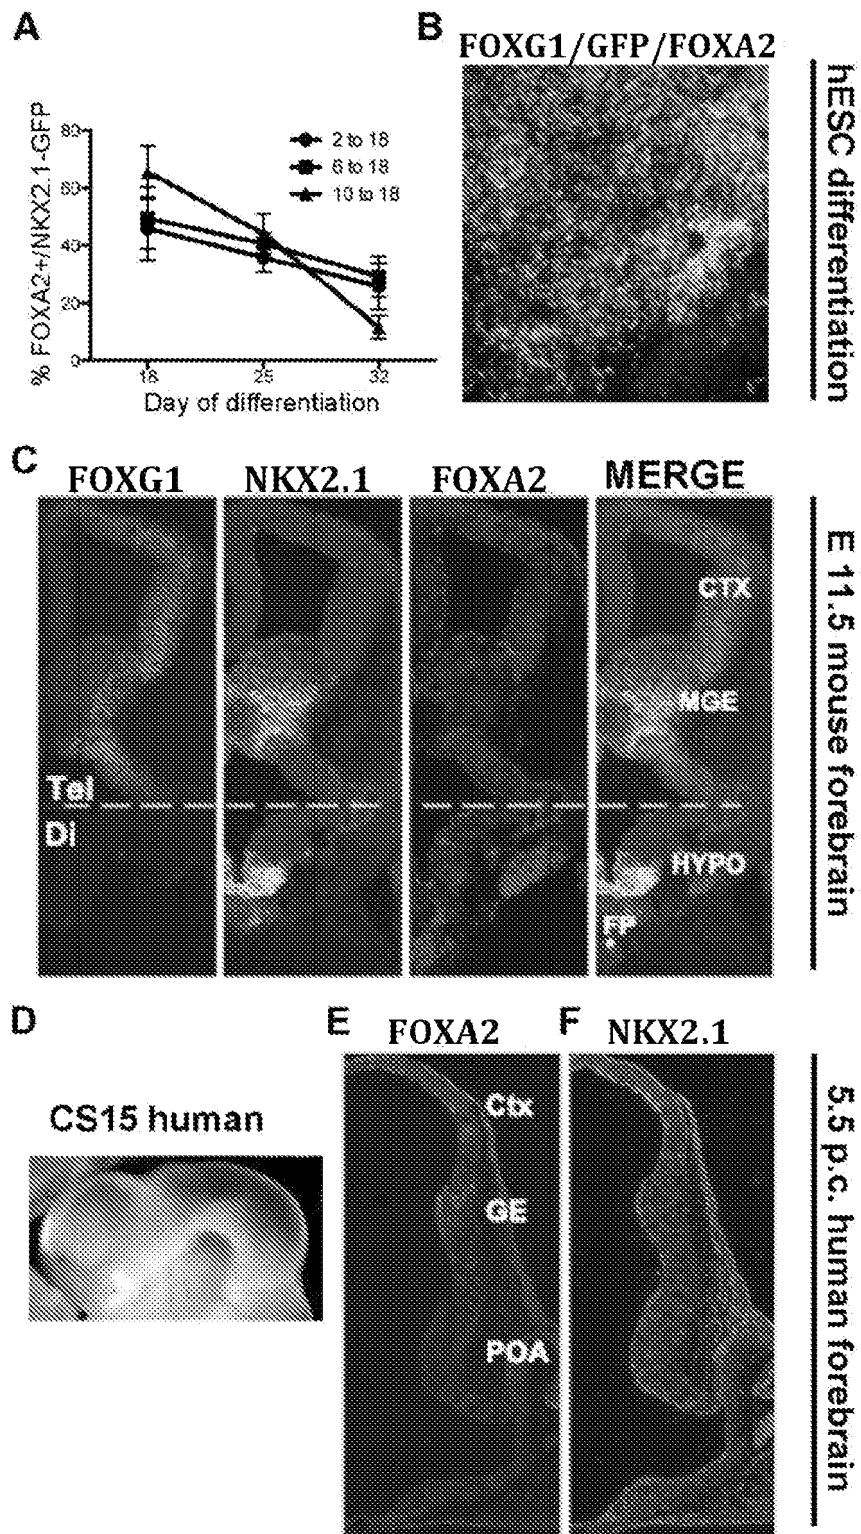 A
B
FOXG1/GFP/FOXA2
hESC differentiation
% FOXA2+/NKX2.1-GFP
80
60
40
20
0
2 to 18
6 to 18
10 to 18
18
25
32
Day of differentiation
C
FOXG1
NKX2.1
FOXA2
MERGE
E 11.5 mouse forebrain
CTX
MGE
Tel
Di
HYPO
FP
*
D
E
FOXA2
F
NKX2.1
CS15 human
Ctx
GE
POA
5.5 p.c. human forebrain